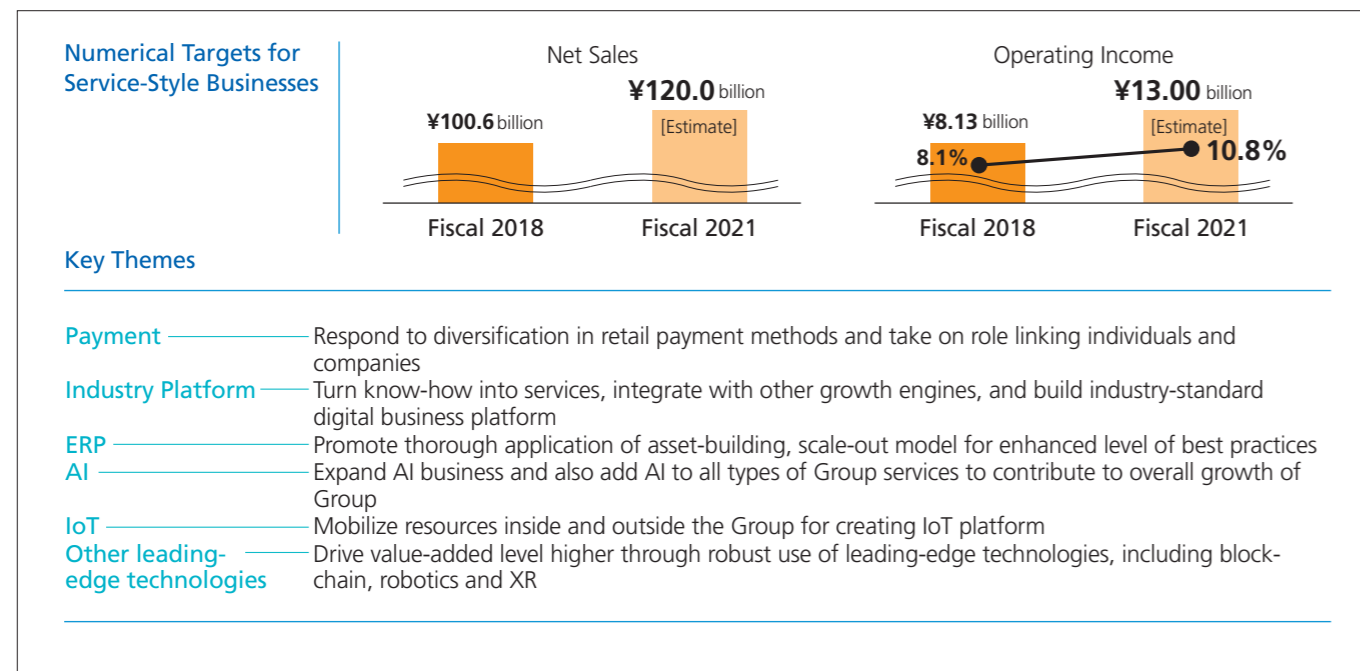 Numerical Targets for
Service-Style Businesses
Net Sales
¥100.6 billion
¥120.0 billion
[Estimate]
Fiscal 2018
Fiscal 2021
Operating Income
¥8.13 billion
¥13.00 billion
[Estimate]
8.1%
10.8%
Fiscal 2018
Fiscal 2021
Key Themes
Payment
Respond to diversification in retail payment methods and take on role linking individuals and
companies
Industry Platform
Turn know-how into services, integrate with other growth engines, and build industry-standard
digital business platform
ERP
Promote thorough application of asset-building, scale-out model for enhanced level of best practices
AI
Expand AI business and also add AI to all types of Group services to contribute to overall growth of
Group
IoT
Mobilize resources inside and outside the Group for creating IoT platform
Other leading-
edge technologies
Drive value-added level higher through robust use of leading-edge technologies, including block-
chain, robotics and XR